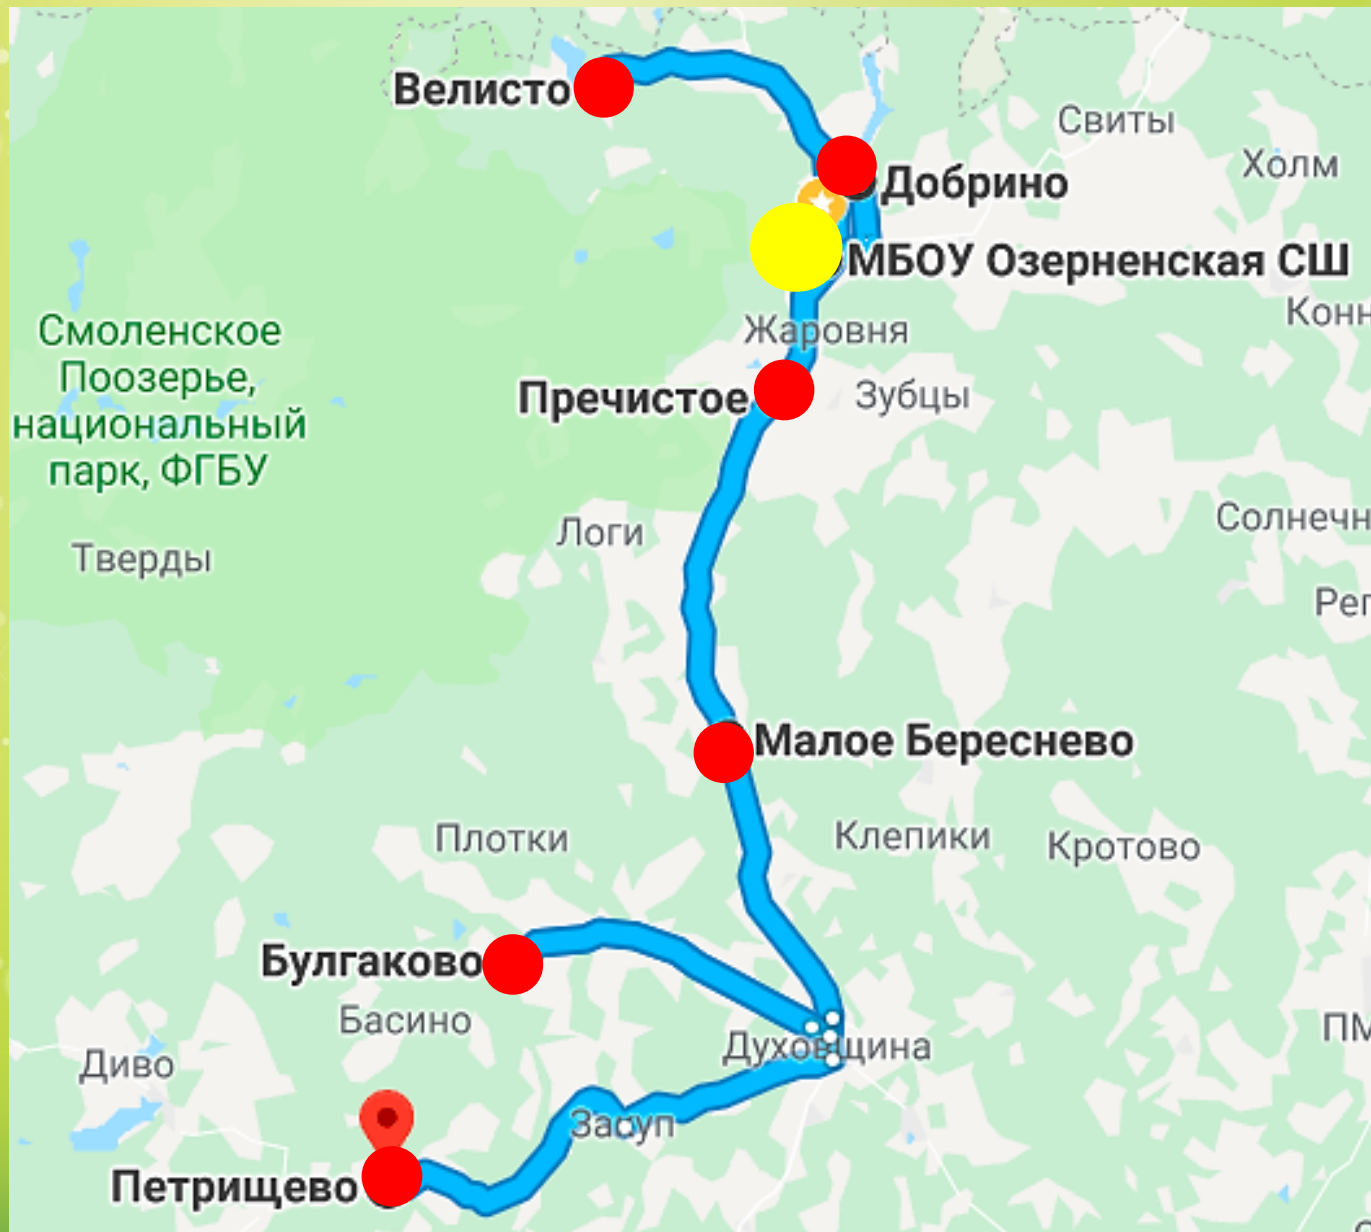 Велисто
Свиты
Холм
Добрино
МБОУ Озерненская СШ
Конн
Смоленское
Поозерье,
национальный
парк, ФГБУ
Жаровня
Пречистое
Зубцы
Логи
Солнечн
Тверды
Реп
Малое Береснево
Плотки
Клепики
Кротово
Булгаково
Басино
ПМ
Духовщина
Диво
Засуп
Петрищево